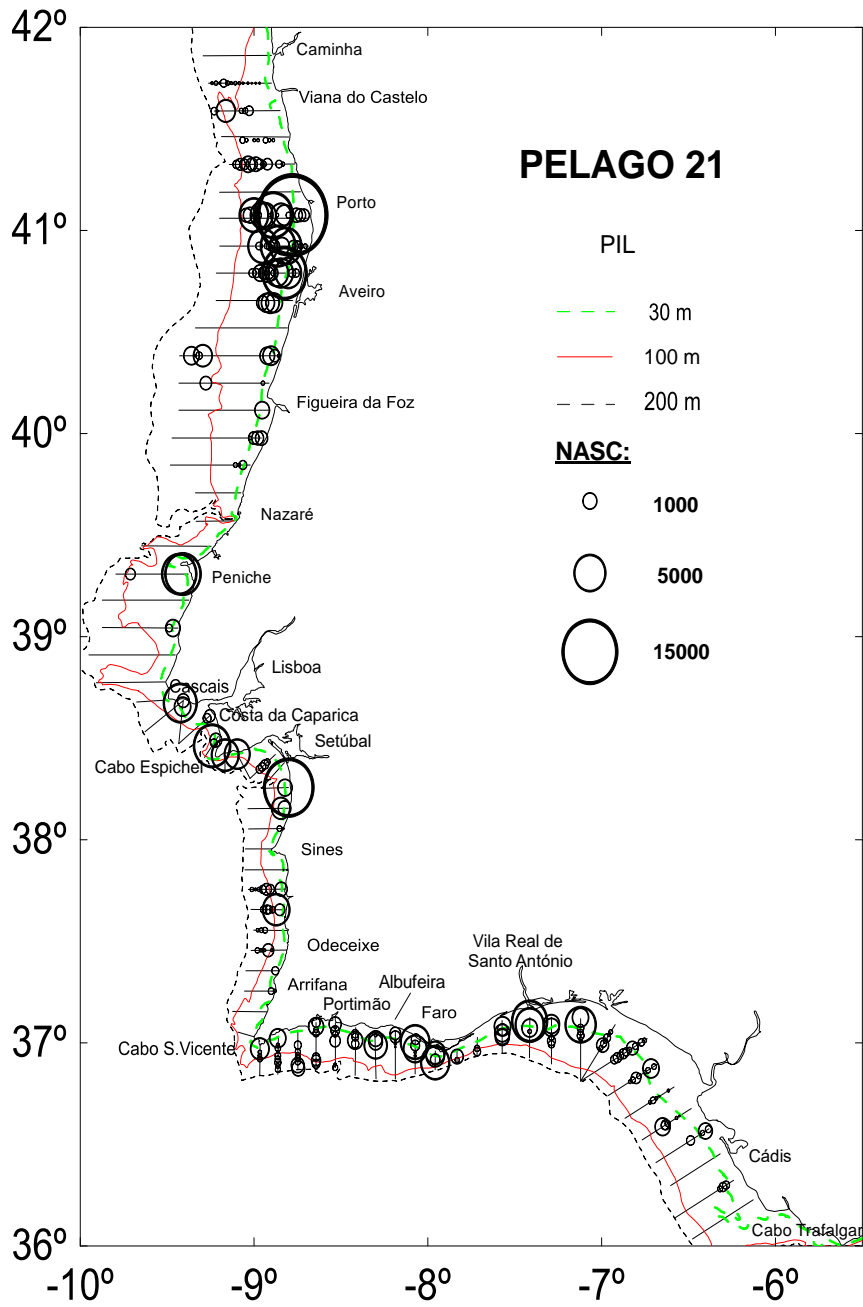 42º
Caminha
Viana do Castelo
PELAGO 21
41º
Porto
PIL
Aveiro
30 m
100 m
200 m
Figueira da Foz
40º
NASC:
1000
Nazaré
5000
Peniche
15000
39º
Lisboa
Cascais
Costa da Caparica
Setúbal
Cabo Espichel
38º
Sines
Odeceixe
Vila Real de
Santo António
Arrifana
Albufeira
Portimão
Faro
37º
Cabo S.Vicente
Cádis
Cabo Trafalgar
36º
-10º
-9º
-8º
-7º
-6º